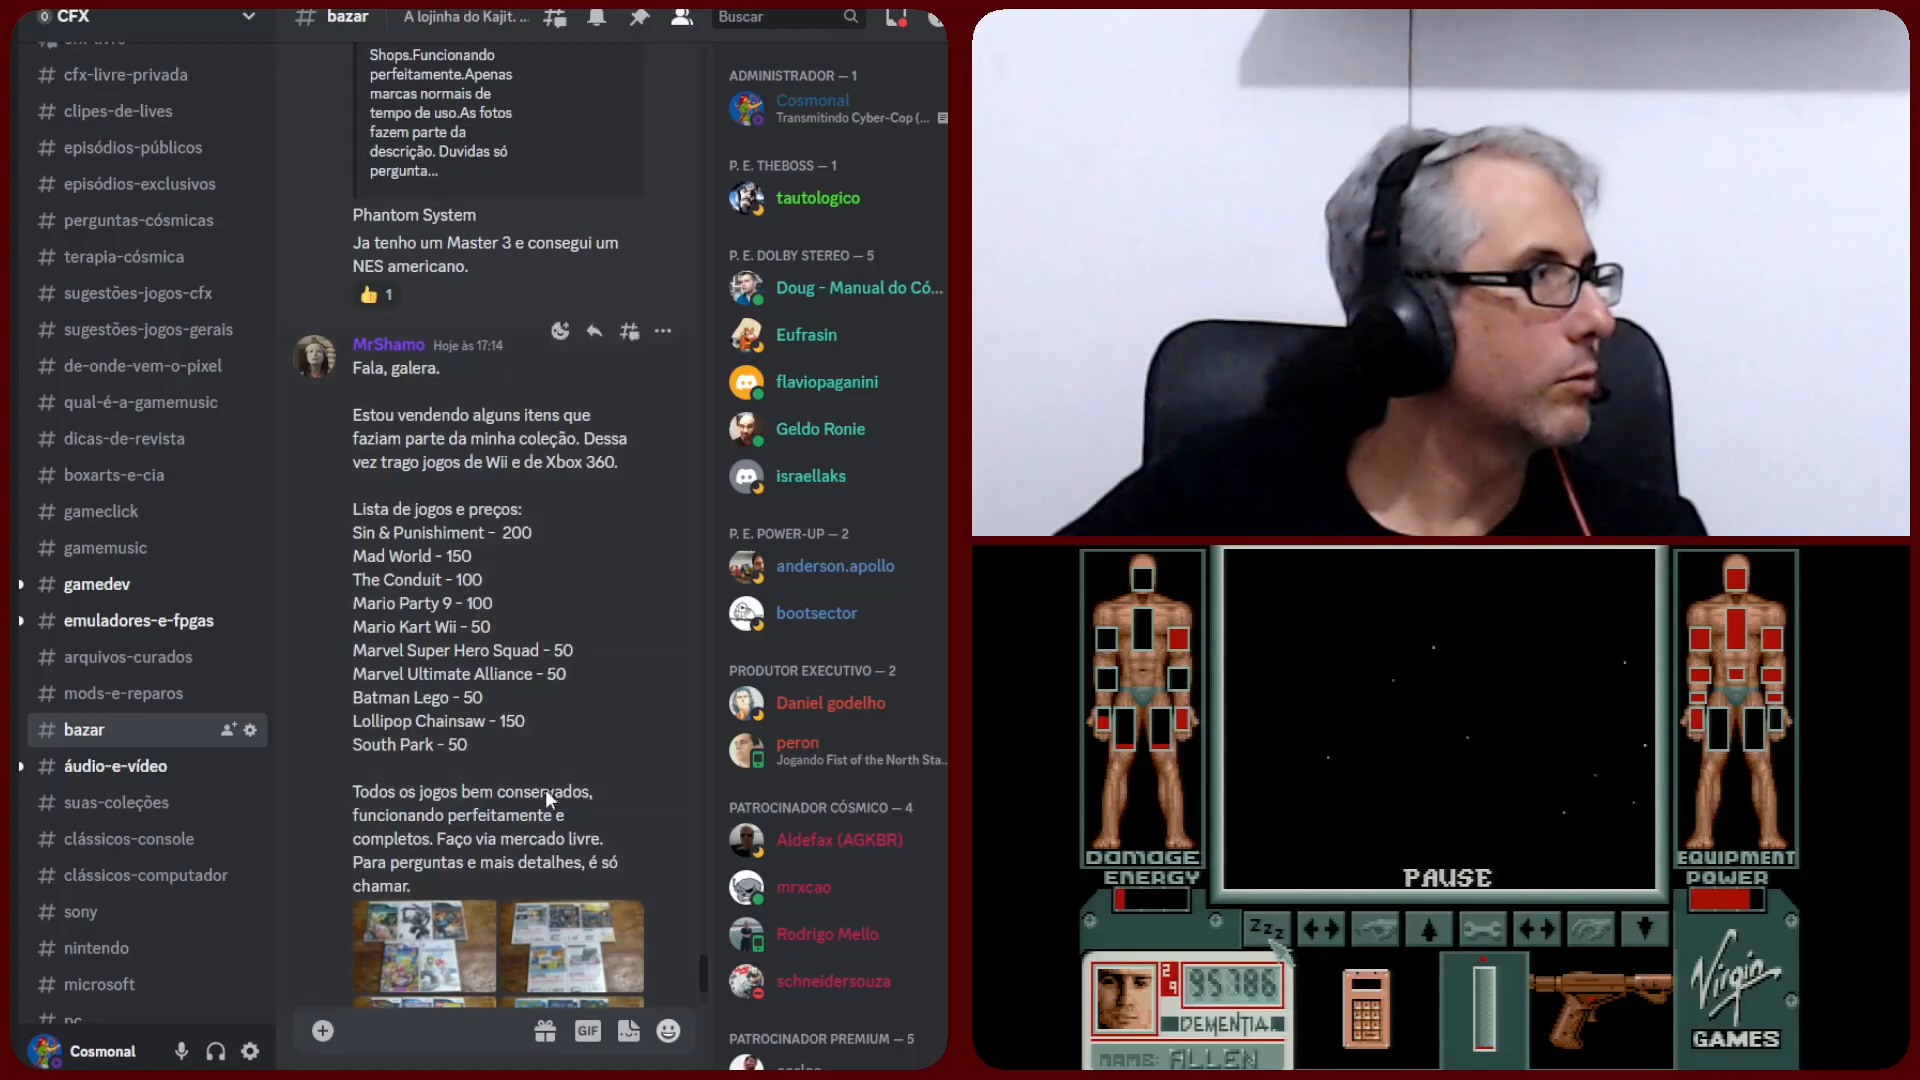 CFX
bazar
A lojinha do Kajit. ...
Buscar
cfx-livre-privada
clipes-de-lives
episódios-públicos
episódios-exclusivos
perguntas-cósmicas
terapia-cósmica
sugestões-jogos-cfx
sugestões-jogos-gerais
de-onde-vem-o-pixel
qual-é-a-gamemusic
dicas-de-revista
boxarts-e-cia
gameclick
gamemusic
gamedev
emuladores-e-fpgas
arquivos-curados
mods-e-reparos
bazar
áudio-e-vídeo
suas-coleções
clássicos-console
clássicos-computador
sony
nintendo
microsoft
pc
Cosmonal
Shops.Funcionando
perfeitamente.Apenas
marcas normais de
tempo de uso.As fotos
fazem parte da
descrição. Duvidas só
pergunta...
Phantom System
Ja tenho um Master 3 e consegui um
NES americano.
1
MrShamo Hoje às 17:14
Fala, galera.
Estou vendendo alguns itens que
faziam parte da minha coleção. Dessa
vez trago jogos de Wii e de Xbox 360.
Lista de jogos e preços:
Sin & Punishiment - 200
Mad World - 150
The Conduit - 100
Mario Party 9 - 100
Mario Kart Wii - 50
Marvel Super Hero Squad - 50
Marvel Ultimate Alliance - 50
Batman Lego - 50
Lollipop Chainsaw - 150
South Park - 50
Todos os jogos bem conservados,
funcionando perfeitamente e
completos. Faço via mercado livre.
Para perguntas e mais detalhes, é só
chamar.
GIF
ADMINISTRADOR — 1
Cosmonal
Transmitindo Cyber-Cop (...
P. E. THEBOSS — 1
tautologico
P. E. DOLBY STEREO — 5
Doug - Manual do Có...
Eufrasin
flaviopaganini
Geldo Ronie
israellaks
P. E. POWER-UP — 2
anderson.apollo
bootsector
PRODUTOR EXECUTIVO — 2
Daniel godelho
peron
Jogando Fist of the North Sta...
PATROCINADOR CÓSMICO — 4
Aldefax (AGKBR)
mrxcao
Rodrigo Mello
schneidersouza
PATROCINADOR PREMIUM — 5
DAMAGE
ENERGY
PAUSE
EQUIPMENT
POWER
ZZZ
29
95786
DEMENTIA
NAME: ALLEN
Virgin
GAMES